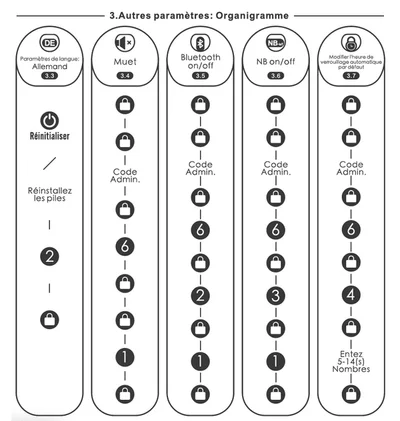 3.Autres paramètres: Organigramme
DE
Paramètres de langue:
Allemand
3.3
Réinitialiser
Réinstallez
les piles
2
Muet
3.4
Code
Admin.
6
1
Bluetooth
on/off
3.5
Code
Admin.
6
2
1
NB
NB on/off
3.6
Code
Admin.
6
3
1
Modifier l'heure de
verrouillage automatique
par défaut
3.7
Code
Admin.
6
4
Entez
5-14(s)
Nombres